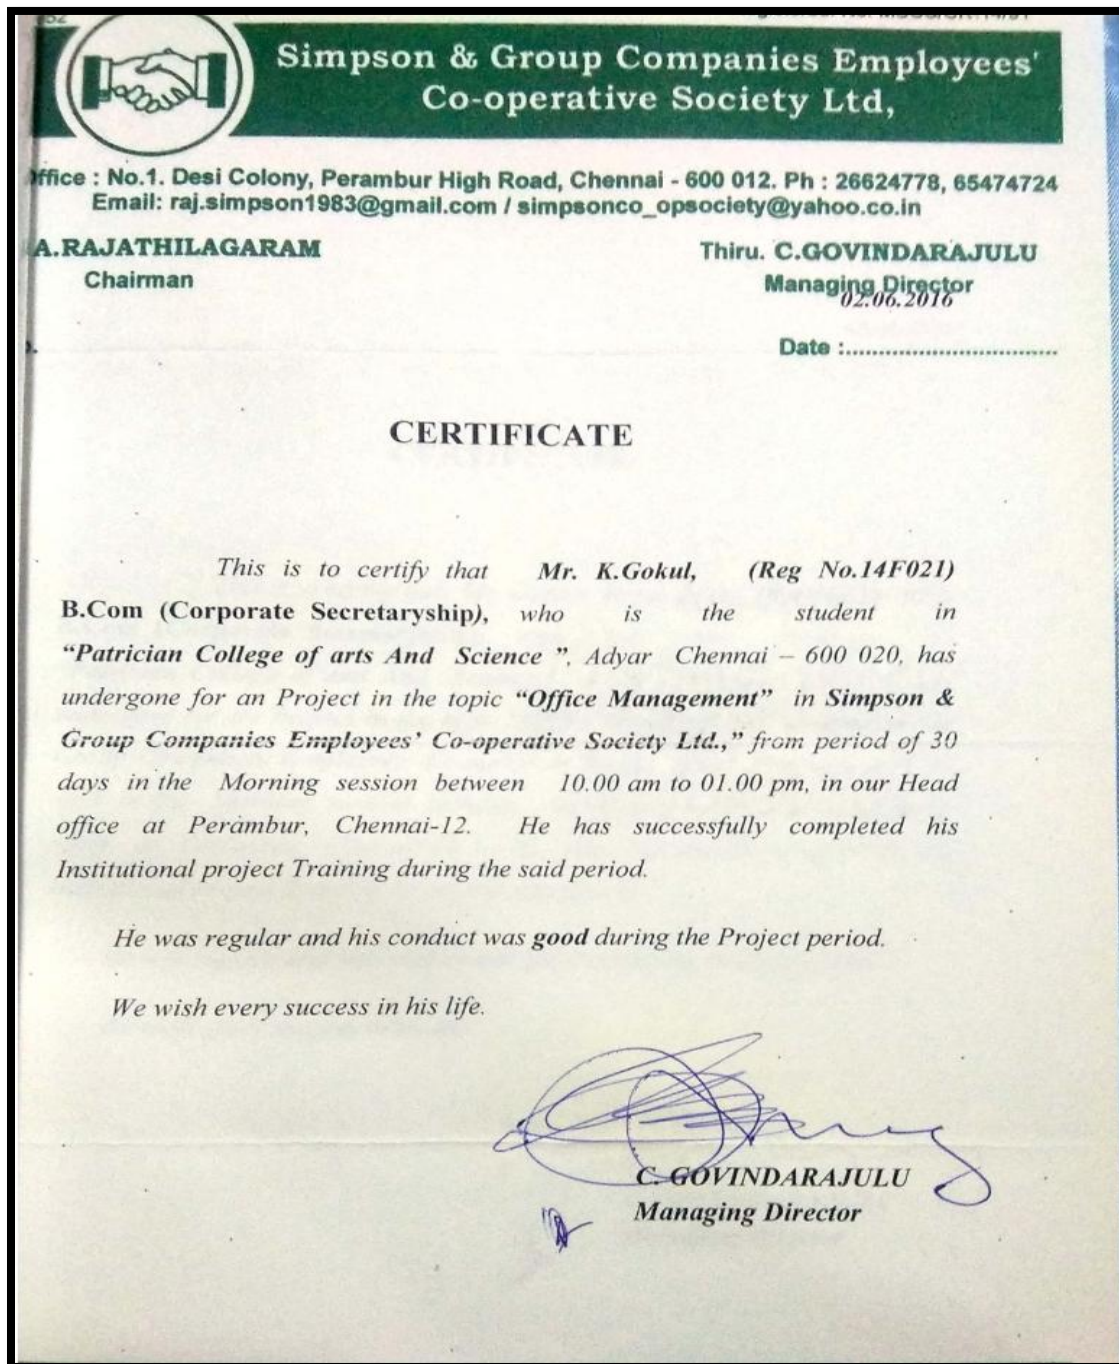 Simpson & Group Companies Employees'
Co-operative Society Ltd,
Office : No.1. Desi Colony, Perambur High Road, Chennai - 600 012. Ph : 26624778, 65474724
Email: raj.simpson1983@gmail.com / simpsonco_opsociety@yahoo.co.in
A.RAJATHILAGARAM Thiru. C.GOVINDARAJULU
Chairman Managing Director
02.06.2016
Date :................................
CERTIFICATE
This is to certify that Mr. K.Gokul, (Reg No.14F021)
B.Com (Corporate Secretaryship), who is the student in
“Patrician College of arts And Science ”, Adyar Chennai – 600 020, has
undergone for an Project in the topic “Office Management” in Simpson &
Group Companies Employees’ Co-operative Society Ltd.,” from period of 30
days in the Morning session between 10.00 am to 01.00 pm, in our Head
office at Perambur, Chennai-12. He has successfully completed his
Institutional project Training during the said period.
He was regular and his conduct was good during the Project period.
We wish every success in his life.
C. GOVINDARAJULU
Managing Director